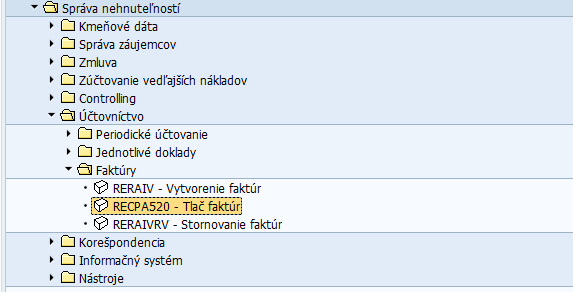 Správa nehnuteľností
Kmeňové dáta
Správa záujemcov
Zmluva
Zúčtovanie vedľajších nákladov
Controlling
Účtovníctvo
Periodické účtovanie
Jednotlivé doklady
Faktúry
RERAIV - Vytvorenie faktúr
RECPA520 - Tlač faktúr
RERAIVRV - Stornovanie faktúr
Korešpondencia
Informačný systém
Nástroje